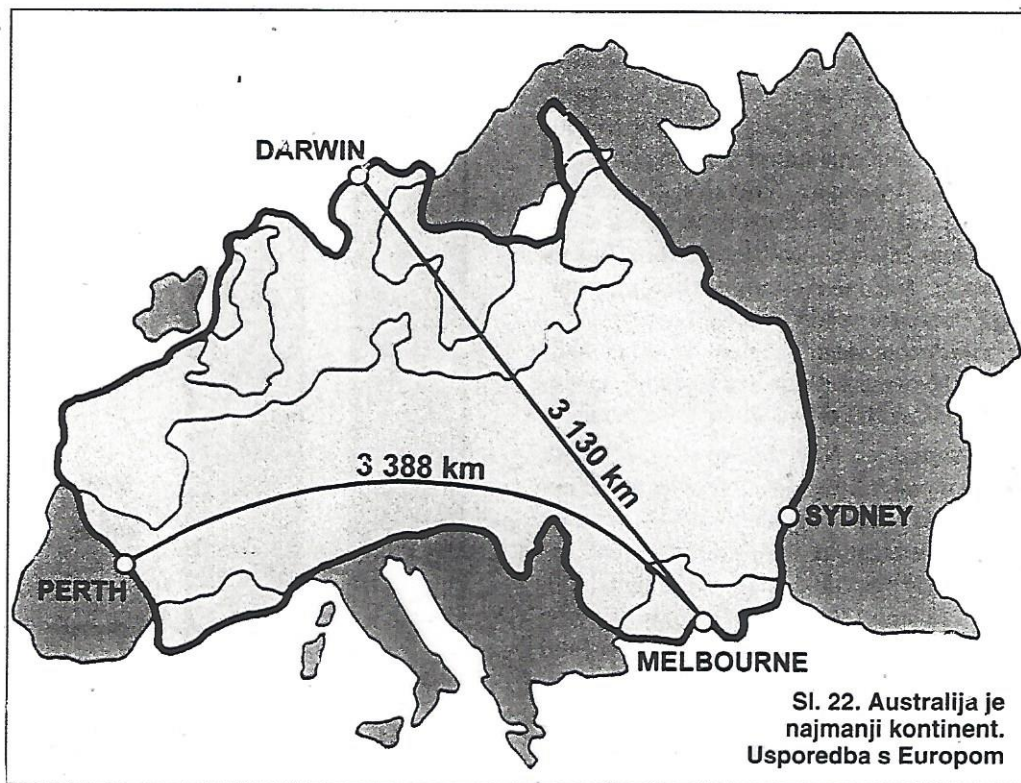 DARWIN
3 130 km
3 388 km
SYDNEY
PERTH
MELBOURNE
Sl. 22. Australija je
najmanji kontinent.
Usporedba s Europom